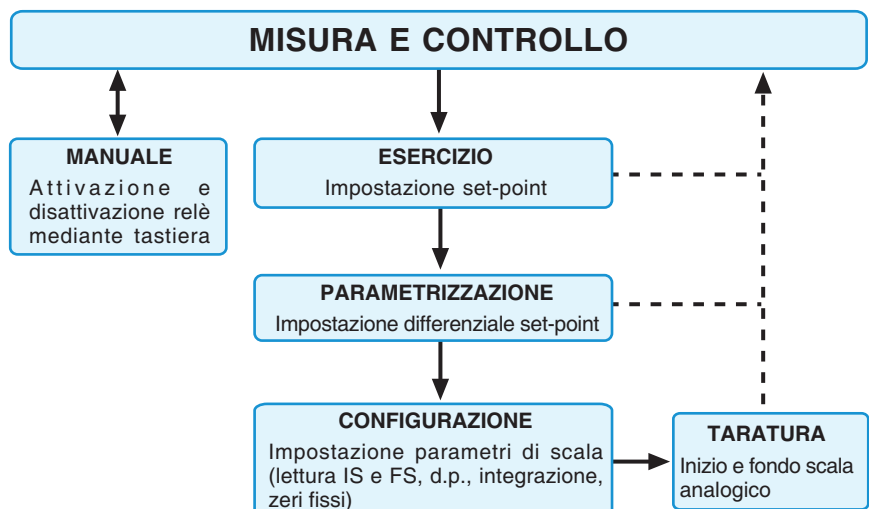 MISURA E CONTROLLO
MANUALE
Attivazione e
disattivazione relè
mediante tastiera
ESERCIZIO
Impostazione set-point
PARAMETRIZZAZIONE
Impostazione differenziale set-point
CONFIGURAZIONE
Impostazione parametri di scala
(lettura IS e FS, d.p., integrazione,
zeri fissi)
TARATURA
Inizio e fondo scala
analogico